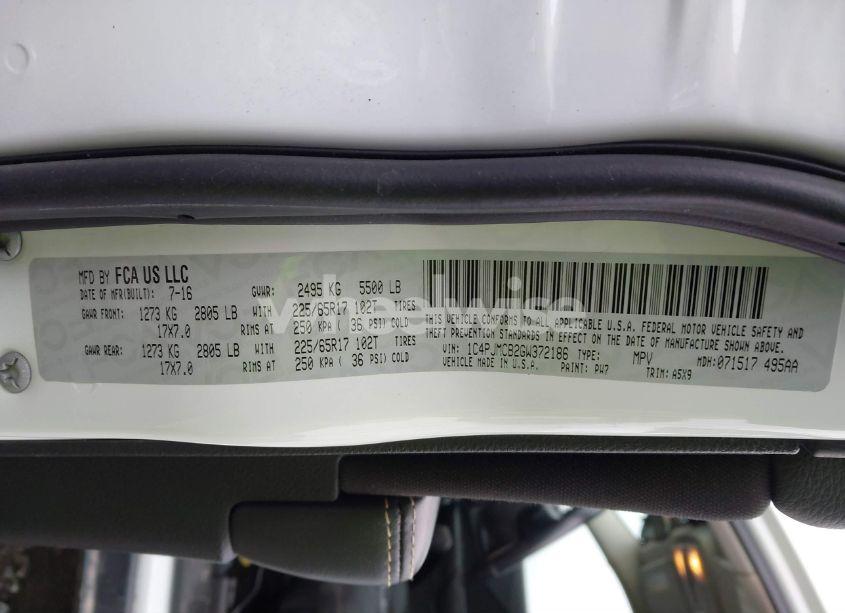 MFD BY FCA US LLC
DATE OF MFR(BUILT): 7-16
GVWR: 2495 KG 5500 LB
GAWR FRONT: 1273 KG 2805 LB WITH 225/65R17 102T TIRES
17X7.0 RIMS AT 250 KPA ( 36 PSI) COLD
GAWR REAR: 1273 KG 2805 LB WITH 225/65R17 102T TIRES
17X7.0 RIMS AT 250 KPA ( 36 PSI) COLD
THIS VEHICLE CONFORMS TO ALL APPLICABLE U.S.A. FEDERAL MOTOR VEHICLE SAFETY AND
THEFT PREVENTION STANDARDS IN EFFECT ON THE DATE OF MANUFACTURE SHOWN ABOVE.
VIN: 1C4PJMCB2GW372186 TYPE: MPV MDH:071517 495AA
VEHICLE MADE IN U.S.A. PAINT: PW7 TRIM: A5X9
wheelwise